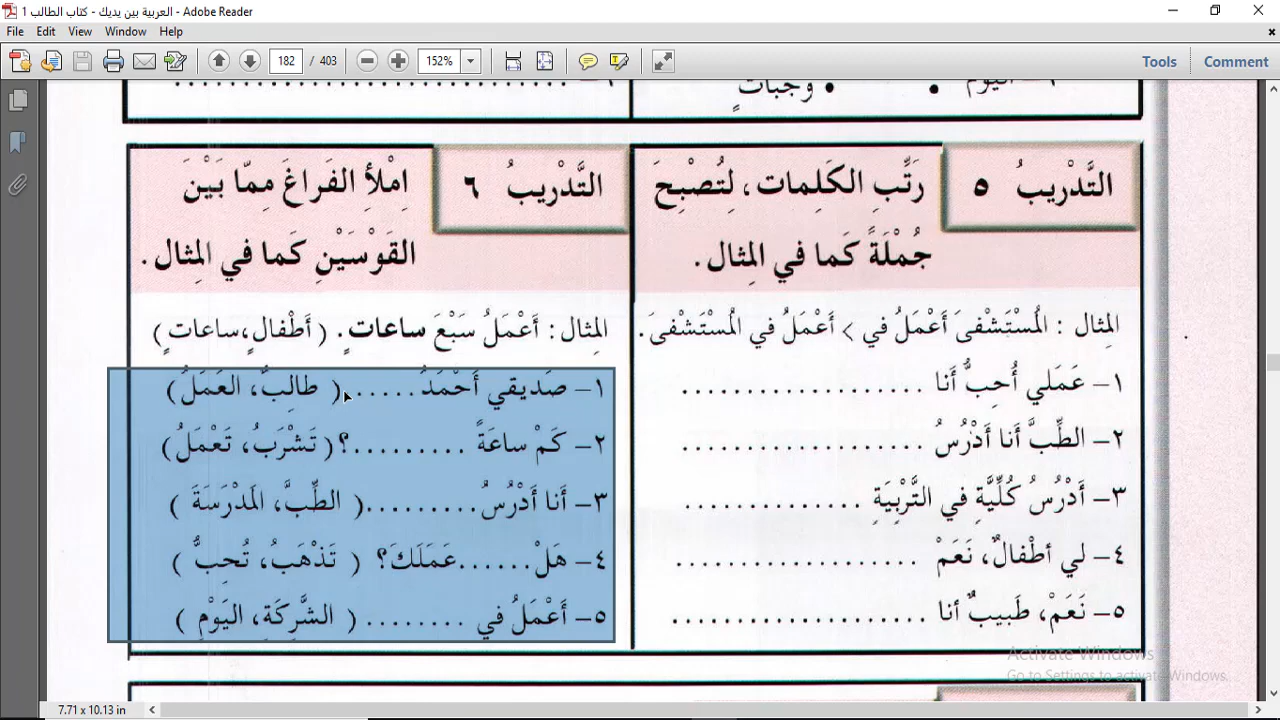 العربية بين يديك - كتاب الطالب 1 - Adobe Reader
File Edit View Window Help
182 / 403 152% Tools Comment
وَجَباتٍ
التَّدْريبُ ٥
رَتِّبِ الكَلِمات، لِتُصْبِحَ
جُمْلَةً كَما في المِثال.
المِثال : المُسْتَشْفىَ أَعْمَلُ في > أَعْمَلُ في المُسْتَشْفىَ.
١– عَمَلي أُحِبُّ أَنا ....................
٢– الطِّبَّ أَنا أَدْرُسُ ....................
٣– أَدْرُسُ كُلِّيَّةِ في التَّرْبِيَةِ ................
٤– لي أطْفالٌ، نَعَمْ ....................
٥– نَعَمْ، طَبيبٌ أنا .....................
التَّدْريبُ ٦
اِمْلأِ الفَراغَ مِمّا بَيْنَ
القَوْسَيْنِ كَما في المِثال.
المِثال: أَعْمَلُ سَبْعَ ساعاتٍ. ( أَطْفالٍ،ساعاتٍ)
١– صَديقي أَحْمَدُ......( طالِبٌ، العَمَلُ)
٢– كَمْ ساعَةً .........؟( تَشْرَبُ، تَعْمَلُ)
٣– أَنا أَدْرُسُ.........( الطِّبَّ، المَدْرَسَةَ )
٤– هَلْ......عَمَلَكَ؟ ( تَذْهَبُ، تُحِبُّ )
٥– أَعْمَلُ في ........ ( الشَّرِكَةِ، اليَوْمِ )
Activate Windows
Go to Settings to activate Windows.
7.71 x 10.13 in